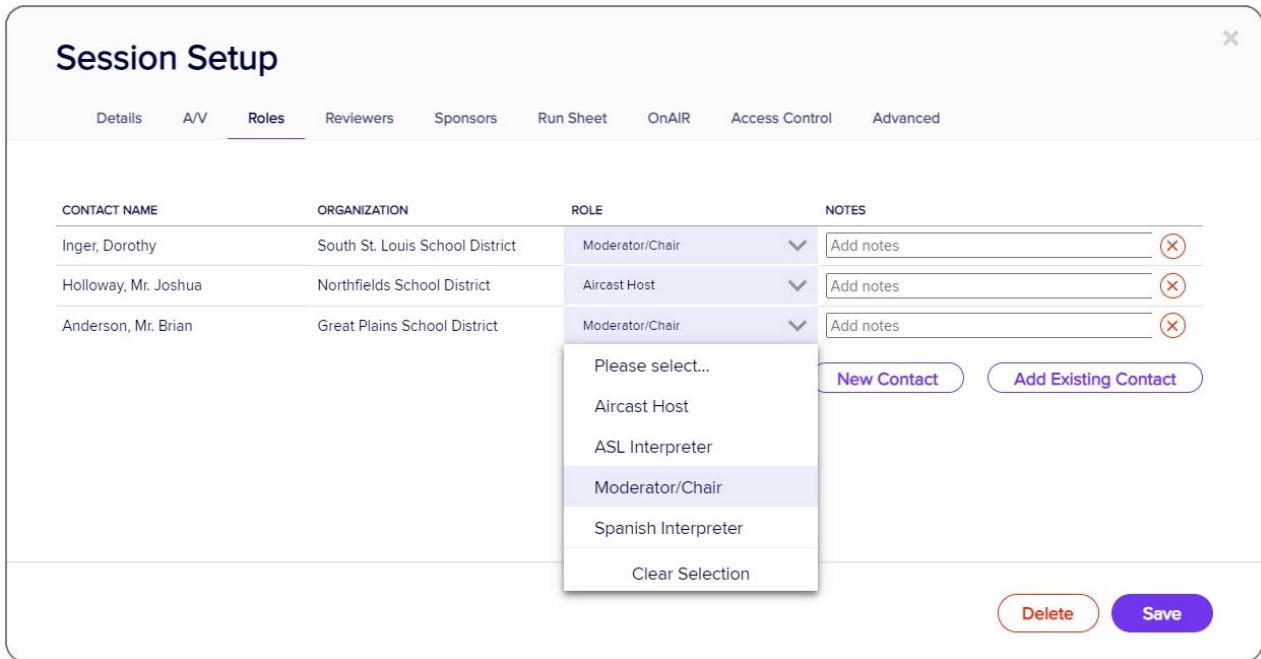 Session Setup
Details A/V Roles Reviewers Sponsors Run Sheet OnAIR Access Control Advanced
CONTACT NAME ORGANIZATION ROLE NOTES
Inger, Dorothy South St. Louis School District Moderator/Chair Add notes
Holloway, Mr. Joshua Northfields School District Aircast Host Add notes
Anderson, Mr. Brian Great Plains School District Moderator/Chair Add notes
Please select...
New Contact Add Existing Contact
Aircast Host
ASL Interpreter
Moderator/Chair
Spanish Interpreter
Clear Selection
Delete Save